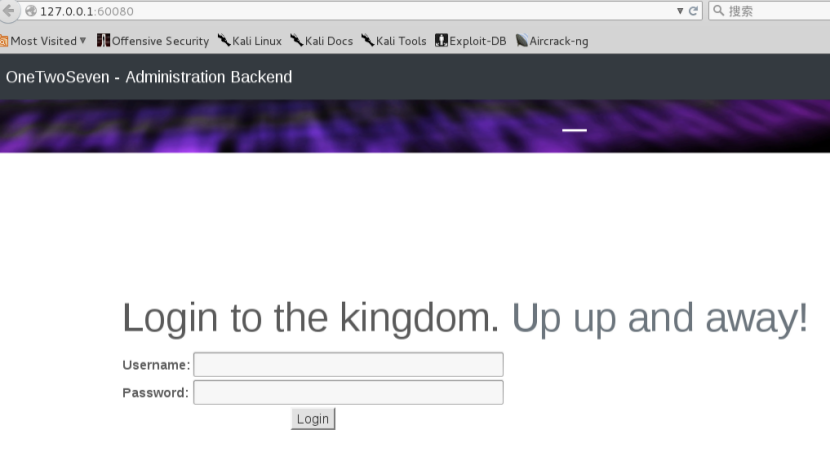 127.0.0.1:60080 搜索
Most Visited Offensive Security Kali Linux Kali Docs Kali Tools Exploit-DB Aircrack-ng
OneTwoSeven - Administration Backend
Login to the kingdom. Up up and away!
Username:
Password:
Login